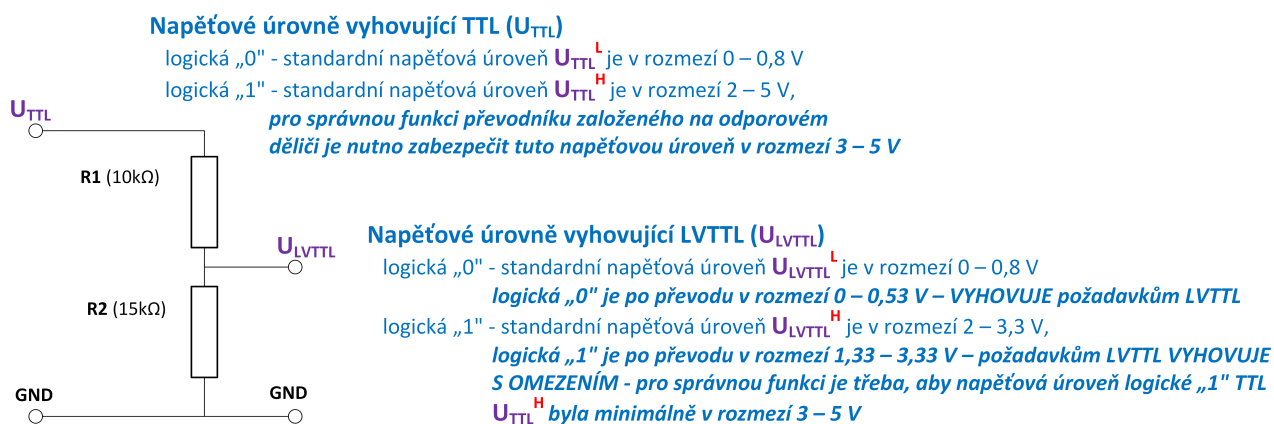 Napěťové úrovně vyhovující TTL (UTTL)
logická „0" - standardní napěťová úroveň UTTL L je v rozmezí 0 – 0,8 V
logická „1" - standardní napěťová úroveň UTTL H je v rozmezí 2 – 5 V,
pro správnou funkci převodníku založeného na odporovém
děliči je nutno zabezpečit tuto napěťovou úroveň v rozmezí 3 – 5 V
UTTL
R1 (10kΩ)
ULVTTL
R2 (15kΩ)
GND
GND
Napěťové úrovně vyhovující LVTTL (ULVTTL)
logická „0" - standardní napěťová úroveň ULVTTL L je v rozmezí 0 – 0,8 V
logická „0" je po převodu v rozmezí 0 – 0,53 V – VYHOVUJE požadavkům LVTTL
logická „1" - standardní napěťová úroveň ULVTTL H je v rozmezí 2 – 3,3 V,
logická „1" je po převodu v rozmezí 1,33 – 3,33 V – požadavkům LVTTL VYHOVUJE
S OMEZENÍM - pro správnou funkci je třeba, aby napěťová úroveň logické „1" TTL
UTTL H byla minimálně v rozmezí 3 – 5 V